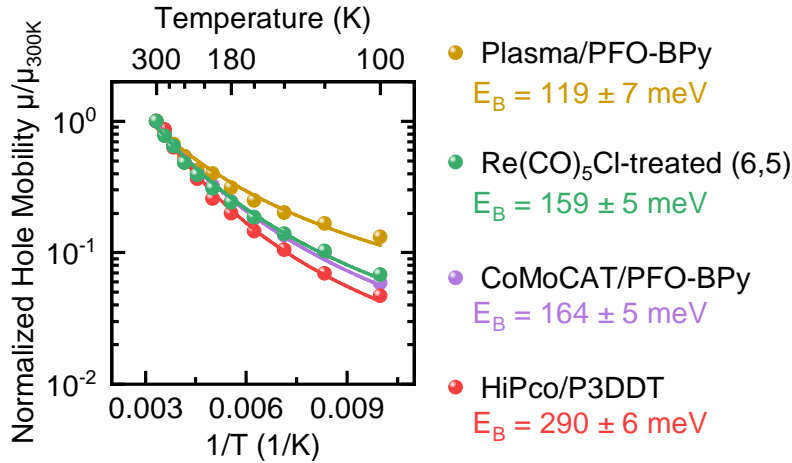 Temperature (K)
300 180 100
Normalized Hole Mobility μ/μ300K
10⁰
10⁻¹
10⁻²
0.003 0.006 0.009
1/T (1/K)
Plasma/PFO-BPy
E_B = 119 ± 7 meV
Re(CO)₅Cl-treated (6,5)
E_B = 159 ± 5 meV
CoMoCAT/PFO-BPy
E_B = 164 ± 5 meV
HiPco/P3DDT
E_B = 290 ± 6 meV